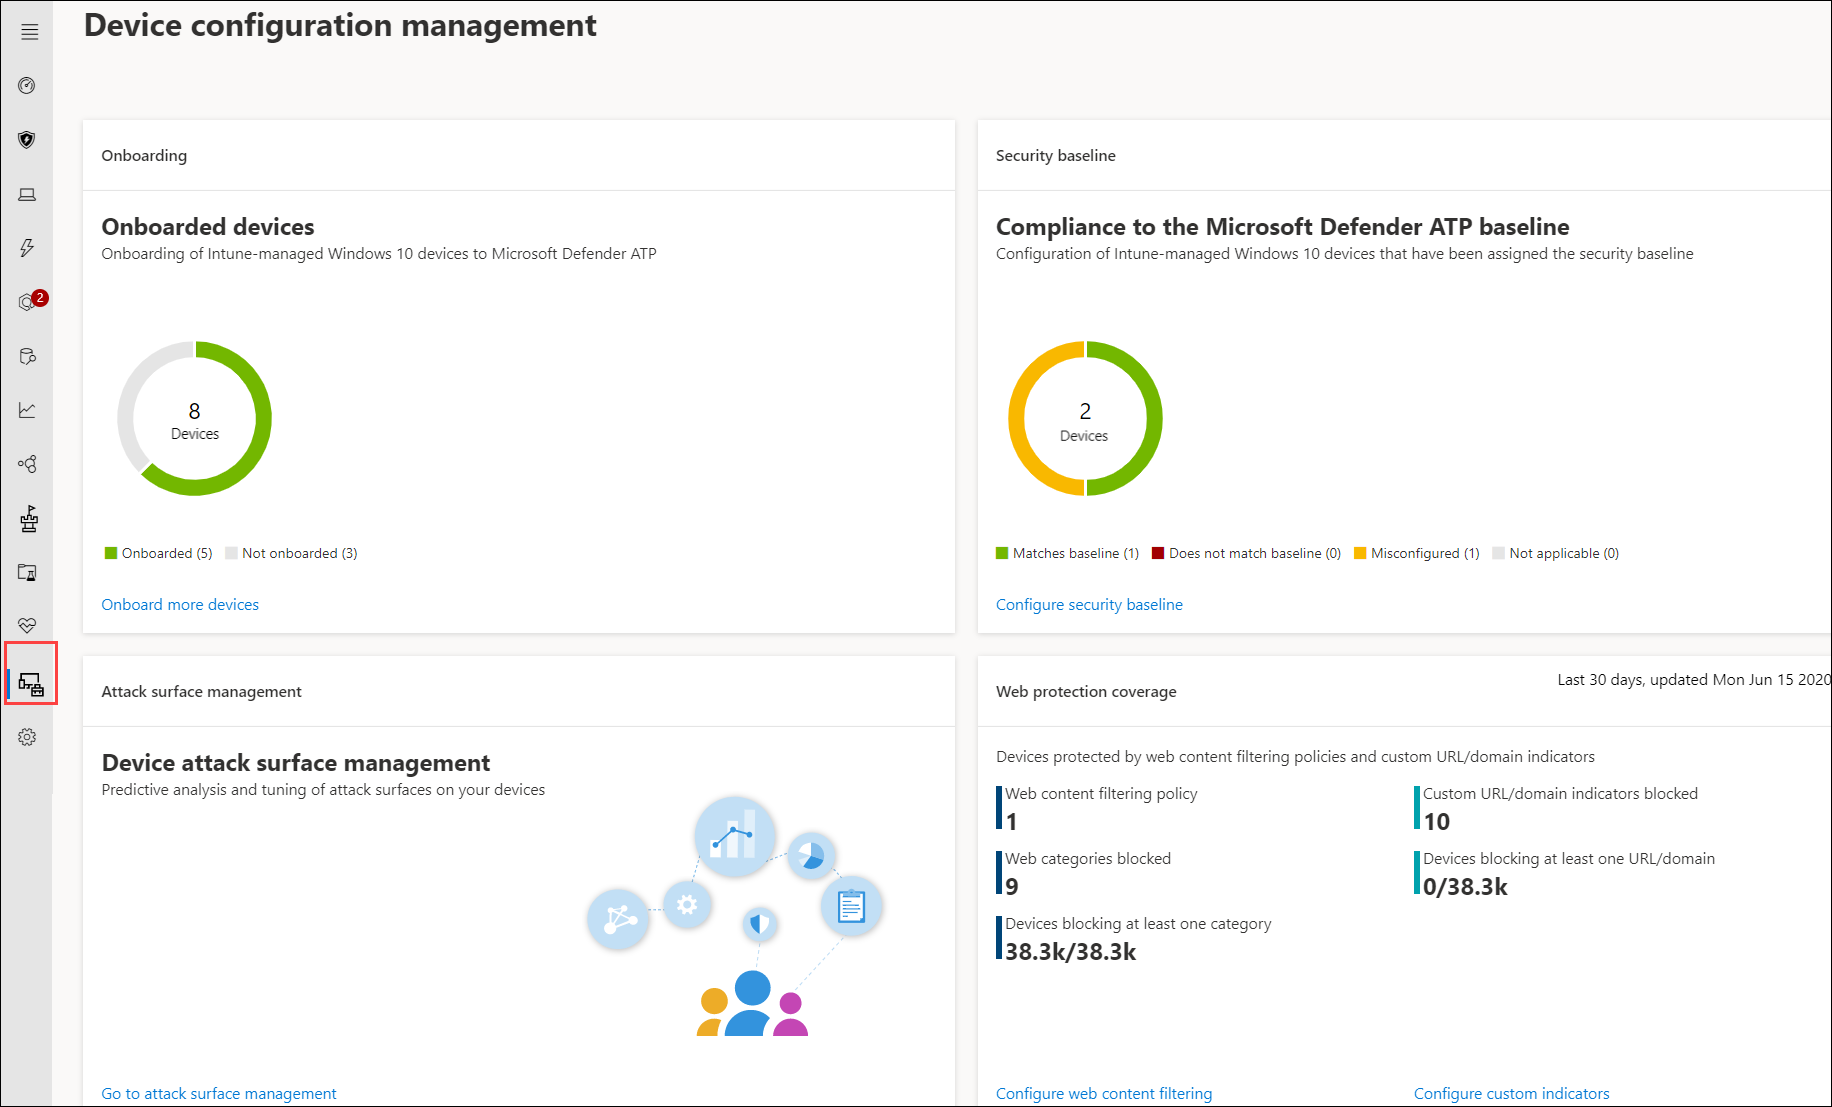 Device configuration management
2
Onboarding
Onboarded devices
Onboarding of Intune-managed Windows 10 devices to Microsoft Defender ATP
8
Devices
Onboarded (5) Not onboarded (3)
Onboard more devices
Security baseline
Compliance to the Microsoft Defender ATP baseline
Configuration of Intune-managed Windows 10 devices that have been assigned the security baseline
2
Devices
Matches baseline (1) Does not match baseline (0) Misconfigured (1) Not applicable (0)
Configure security baseline
Attack surface management
Device attack surface management
Predictive analysis and tuning of attack surfaces on your devices
Go to attack surface management
Web protection coverage
Last 30 days, updated Mon Jun 15 2020
Devices protected by web content filtering policies and custom URL/domain indicators
Web content filtering policy
1
Web categories blocked
9
Devices blocking at least one category
38.3k/38.3k
Custom URL/domain indicators blocked
10
Devices blocking at least one URL/domain
0/38.3k
Configure web content filtering
Configure custom indicators